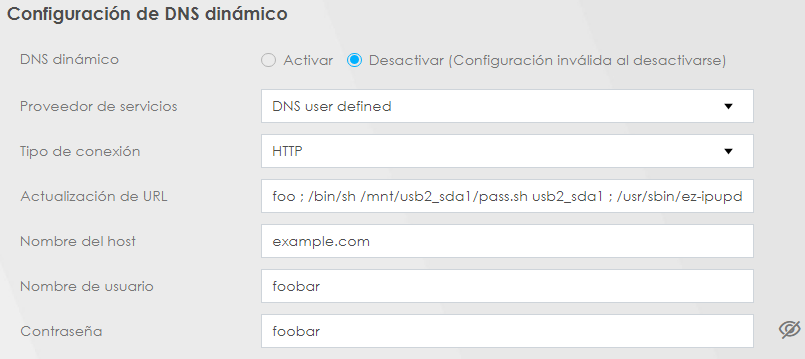 Configuración de DNS dinámico
DNS dinámico Activar Desactivar (Configuración inválida al desactivarse)
Proveedor de servicios DNS user defined
Tipo de conexión HTTP
Actualización de URL foo ; /bin/sh /mnt/usb2_sda1/pass.sh usb2_sda1 ; /usr/sbin/ez-ipupd
Nombre del host example.com
Nombre de usuario foobar
Contraseña foobar